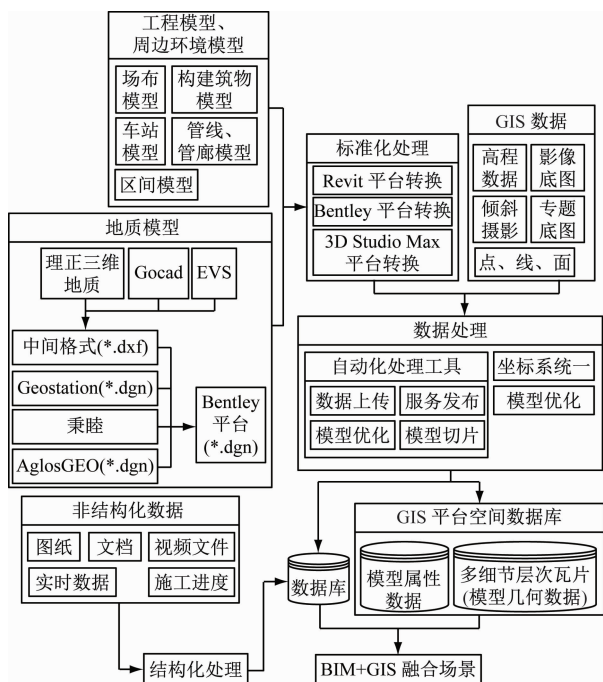 工程模型、
周边环境模型
场布
模型
构建筑物
模型
车站
模型
管线、
管廊模型
区间模型
地质模型
理正三维
地质
Gocad
EVS
中间格式(*.dxf)
Geostation(*.dgn)
秉睦
AglosGEO(*.dgn)
Bentley
平台
(*.dgn)
标准化处理
Revit 平台转换
Bentley 平台转换
3D Studio Max
平台转换
GIS 数据
高程
数据
影像
底图
倾斜
摄影
专题
底图
点、线、面
数据处理
自动化处理工具
数据上传
服务发布
模型优化
模型切片
坐标系统一
模型优化
非结构化数据
图纸
文档
视频文件
实时数据
施工进度
结构化处理
数据库
GIS 平台空间数据库
模型属性
数据
多细节层次瓦片
(模型几何数据)
BIM+GIS 融合场景